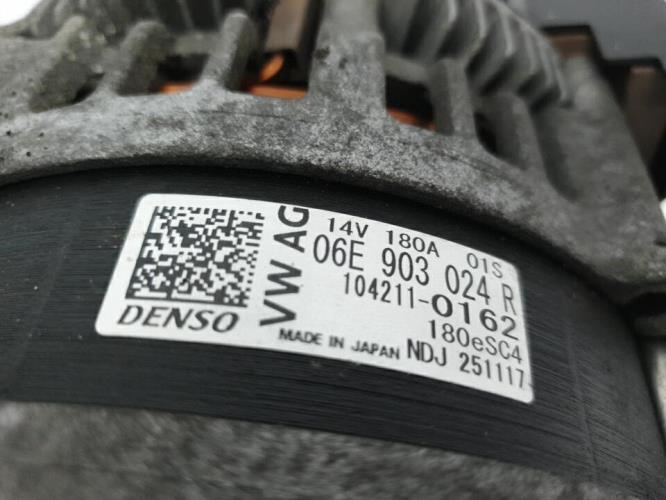 DENSO
VW AG
14V 180A 01S
06E 903 024 R
104211-0162
180eSC4
MADE IN JAPAN NDJ 251117